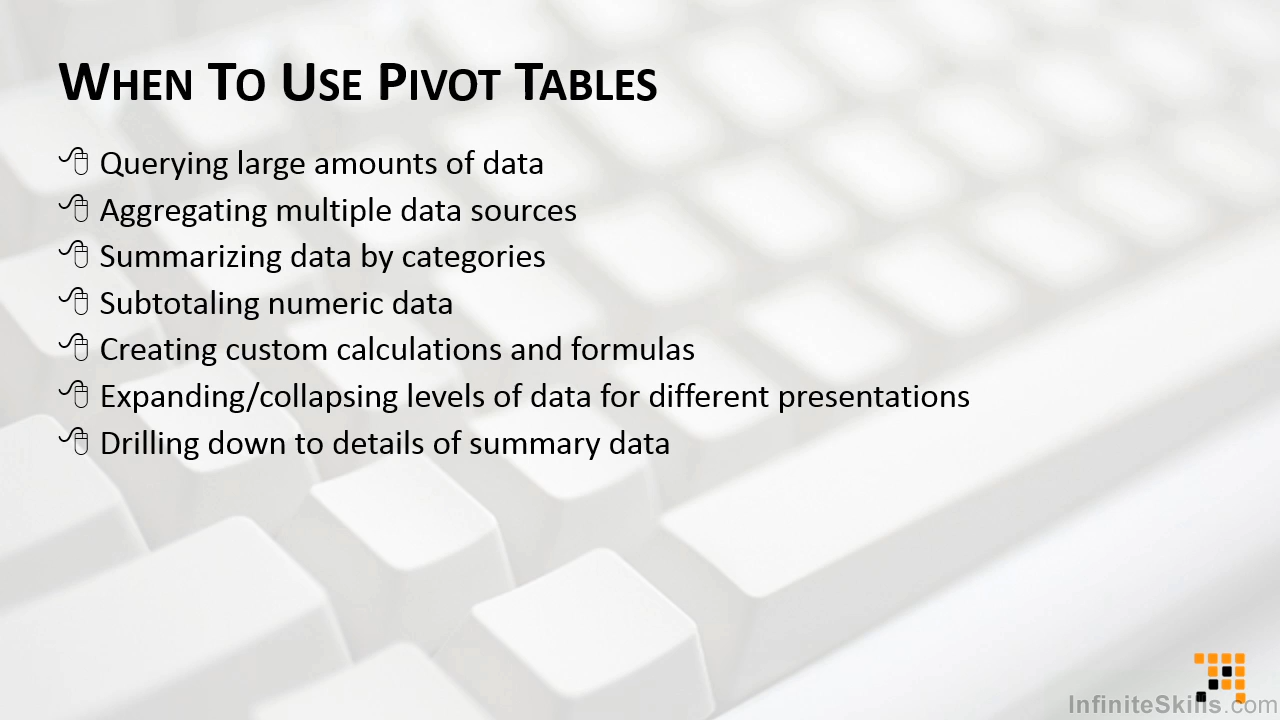 When To Use Pivot Tables
Querying large amounts of data
Aggregating multiple data sources
Summarizing data by categories
Subtotaling numeric data
Creating custom calculations and formulas
Expanding/collapsing levels of data for different presentations
Drilling down to details of summary data
InfiniteSkills.com